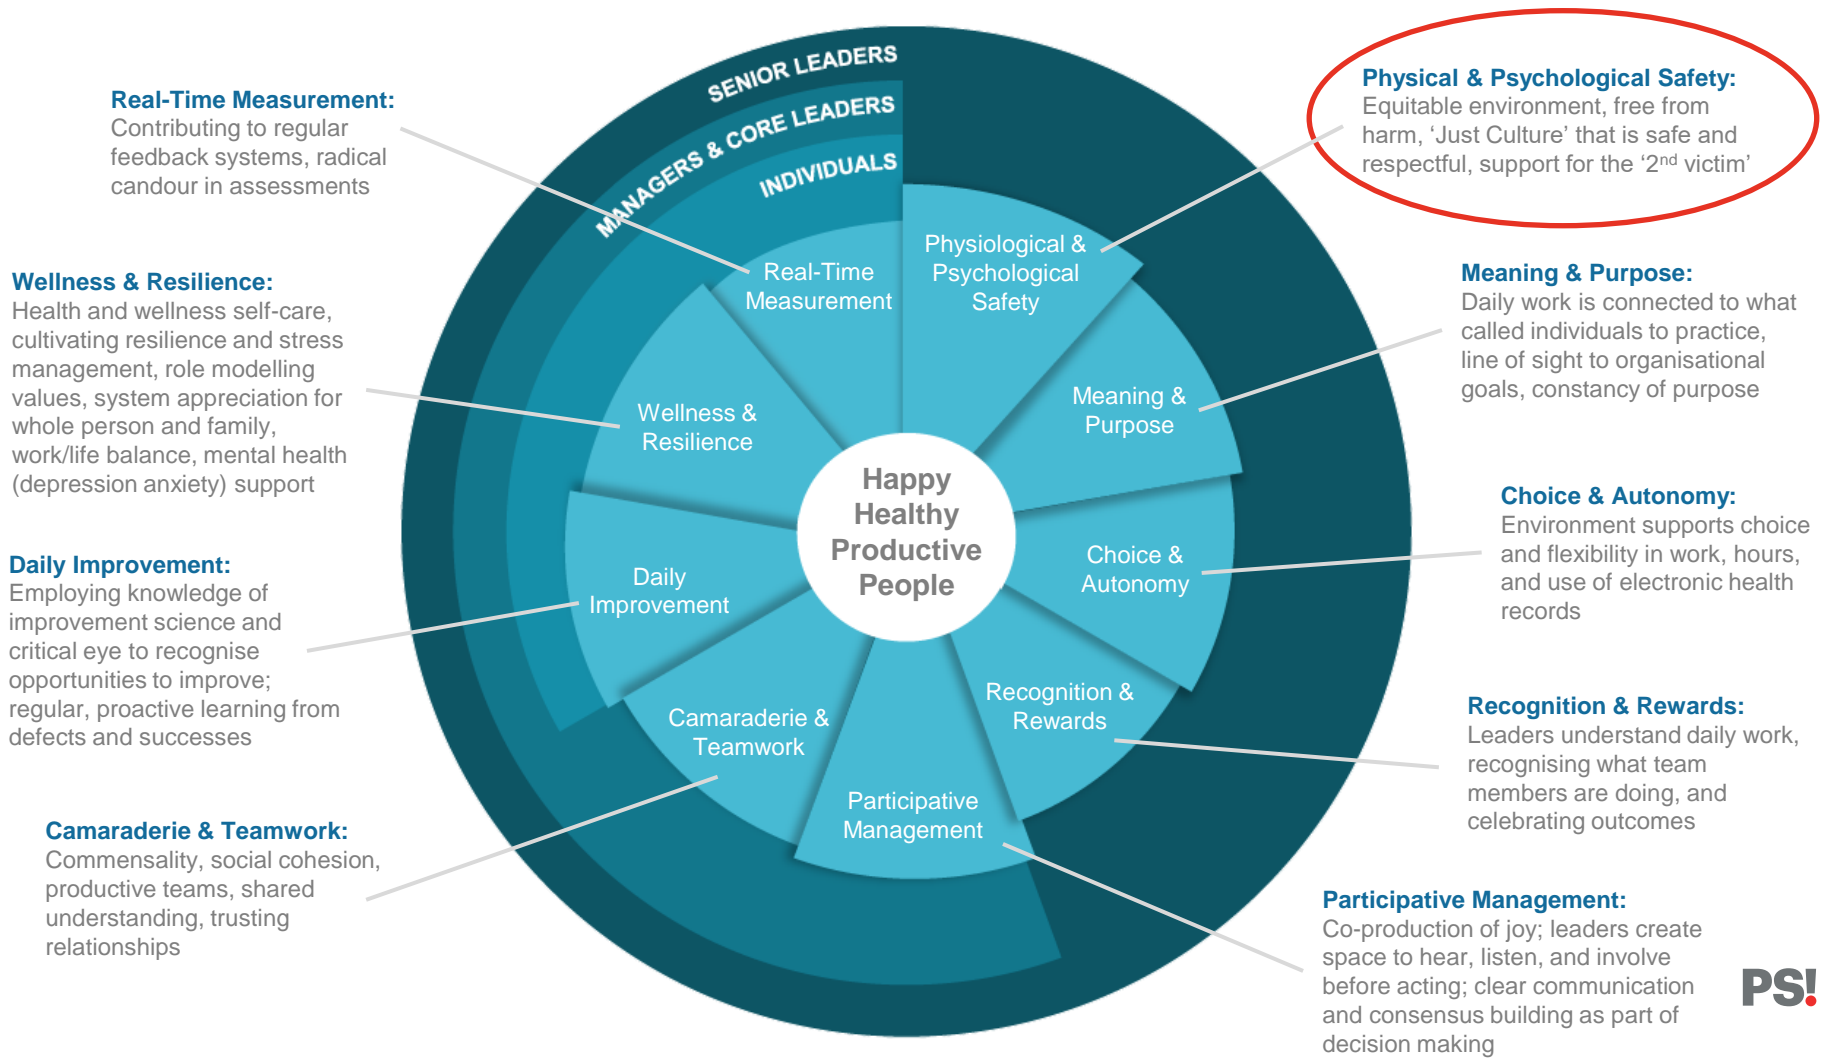 SENIOR LEADERS
MANAGERS & CORE LEADERS
INDIVIDUALS
Real-Time Measurement:
Contributing to regular
feedback systems, radical
candour in assessments
Wellness & Resilience:
Health and wellness self-care,
cultivating resilience and stress
management, role modelling
values, system appreciation for
whole person and family,
work/life balance, mental health
(depression anxiety) support
Daily Improvement:
Employing knowledge of
improvement science and
critical eye to recognise
opportunities to improve;
regular, proactive learning from
defects and successes
Camaraderie & Teamwork:
Commensality, social cohesion,
productive teams, shared
understanding, trusting
relationships
Real-Time
Measurement
Physiological &
Psychological
Safety
Wellness &
Resilience
Meaning &
Purpose
Happy
Healthy
Productive
People
Daily
Improvement
Choice &
Autonomy
Camaraderie &
Teamwork
Recognition &
Rewards
Participative
Management
Physical & Psychological Safety:
Equitable environment, free from
harm, ‘Just Culture’ that is safe and
respectful, support for the ‘2nd victim’
Meaning & Purpose:
Daily work is connected to what
called individuals to practice,
line of sight to organisational
goals, constancy of purpose
Choice & Autonomy:
Environment supports choice
and flexibility in work, hours,
and use of electronic health
records
Recognition & Rewards:
Leaders understand daily work,
recognising what team
members are doing, and
celebrating outcomes
Participative Management:
Co-production of joy; leaders create
space to hear, listen, and involve
before acting; clear communication
and consensus building as part of
decision making
PS!